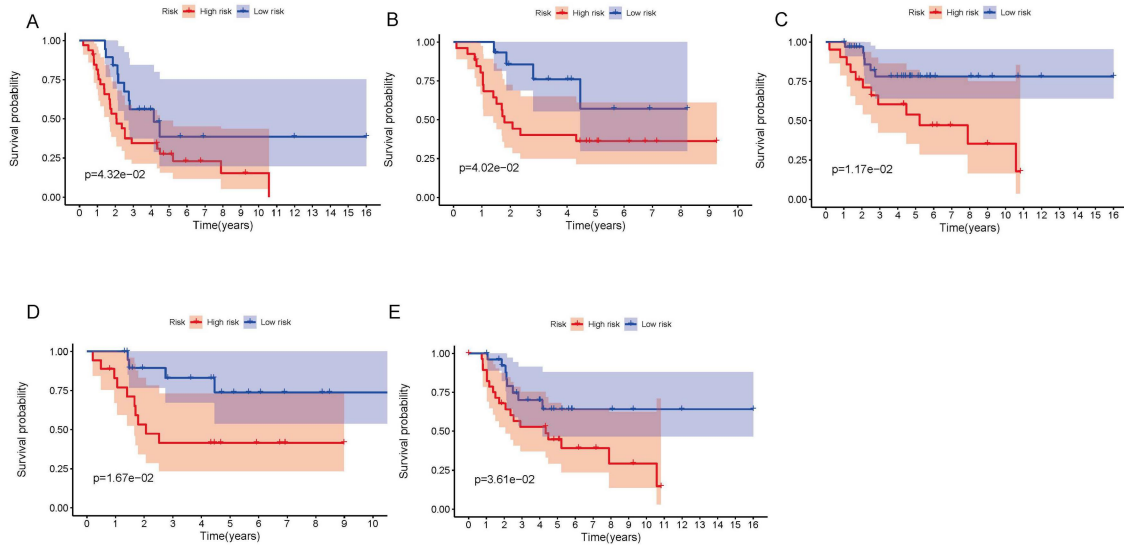 A
Risk High risk Low risk
Survival probability
1.00
0.75
0.50
0.25
0.00
p=4.32e−02
0 1 2 3 4 5 6 7 8 9 10 11 12 13 14 15 16
Time(years)
B
Risk High risk Low risk
Survival probability
1.00
0.75
0.50
0.25
0.00
p=4.02e−02
0 1 2 3 4 5 6 7 8 9 10
Time(years)
C
Risk High risk Low risk
Survival probability
1.00
0.75
0.50
0.25
0.00
p=1.17e−02
0 1 2 3 4 5 6 7 8 9 10 11 12 13 14 15 16
Time(years)
D
Risk High risk Low risk
Survival probability
1.00
0.75
0.50
0.25
0.00
p=1.67e−02
0 1 2 3 4 5 6 7 8 9 10
Time(years)
E
Risk High risk Low risk
Survival probability
1.00
0.75
0.50
0.25
0.00
p=3.61e−02
0 1 2 3 4 5 6 7 8 9 10 11 12 13 14 15 16
Time(years)